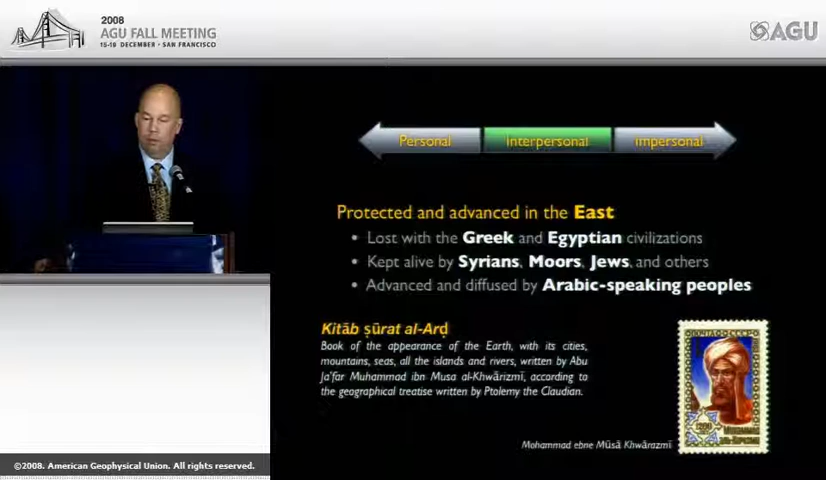 2008
AGU FALL MEETING
15-19 DECEMBER · SAN FRANCISCO
AGU
Personal
Interpersonal
Impersonal
Protected and advanced in the East
• Lost with the Greek and Egyptian civilizations
• Kept alive by Syrians, Moors, Jews, and others
• Advanced and diffused by Arabic-speaking peoples
Kitāb ṣūrat al-Arḍ
Book of the appearance of the Earth, with its cities,
mountains, seas, all the islands and rivers, written by Abu
Ja'far Muhammad ibn Musa al-Khwārizmī, according to
the geographical treatise written by Ptolemy the Claudian.
ПОЧТА СССР
1200
Mohammad ebne Mūsā Khwārazmī
©2008. American Geophysical Union. All rights reserved.